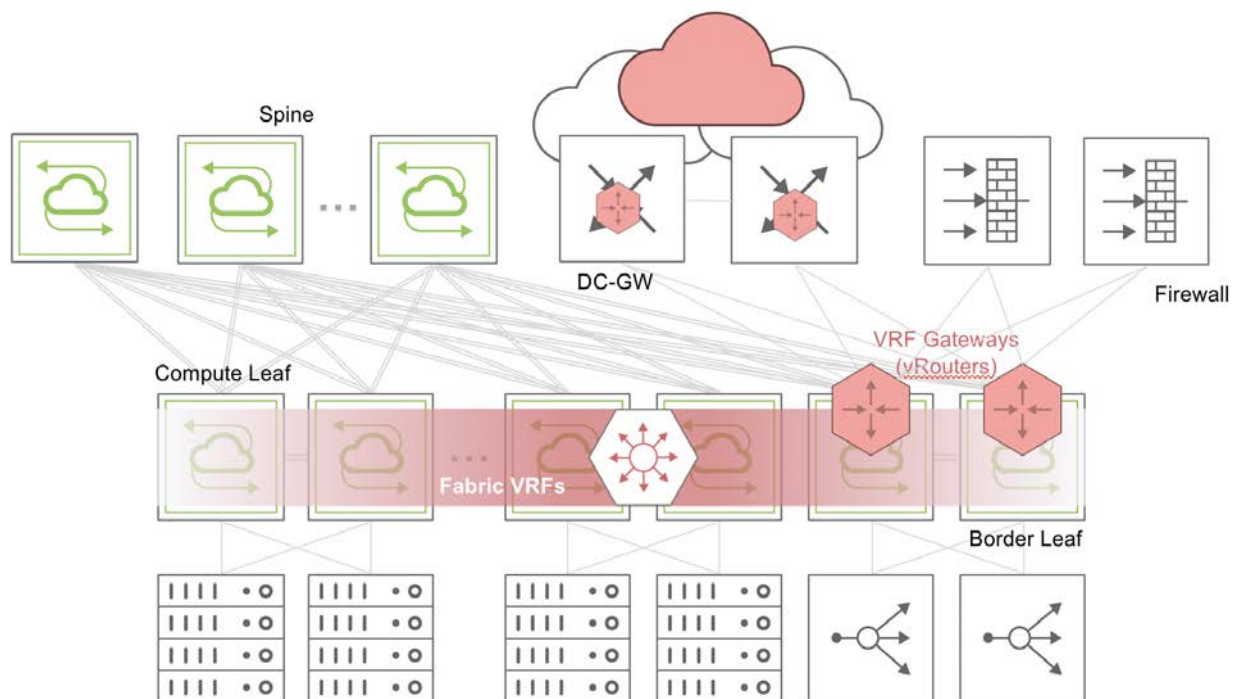 Spine
DC-GW
Firewall
VRF Gateways
(vRouters)
Compute Leaf
Fabric VRFs
Border Leaf